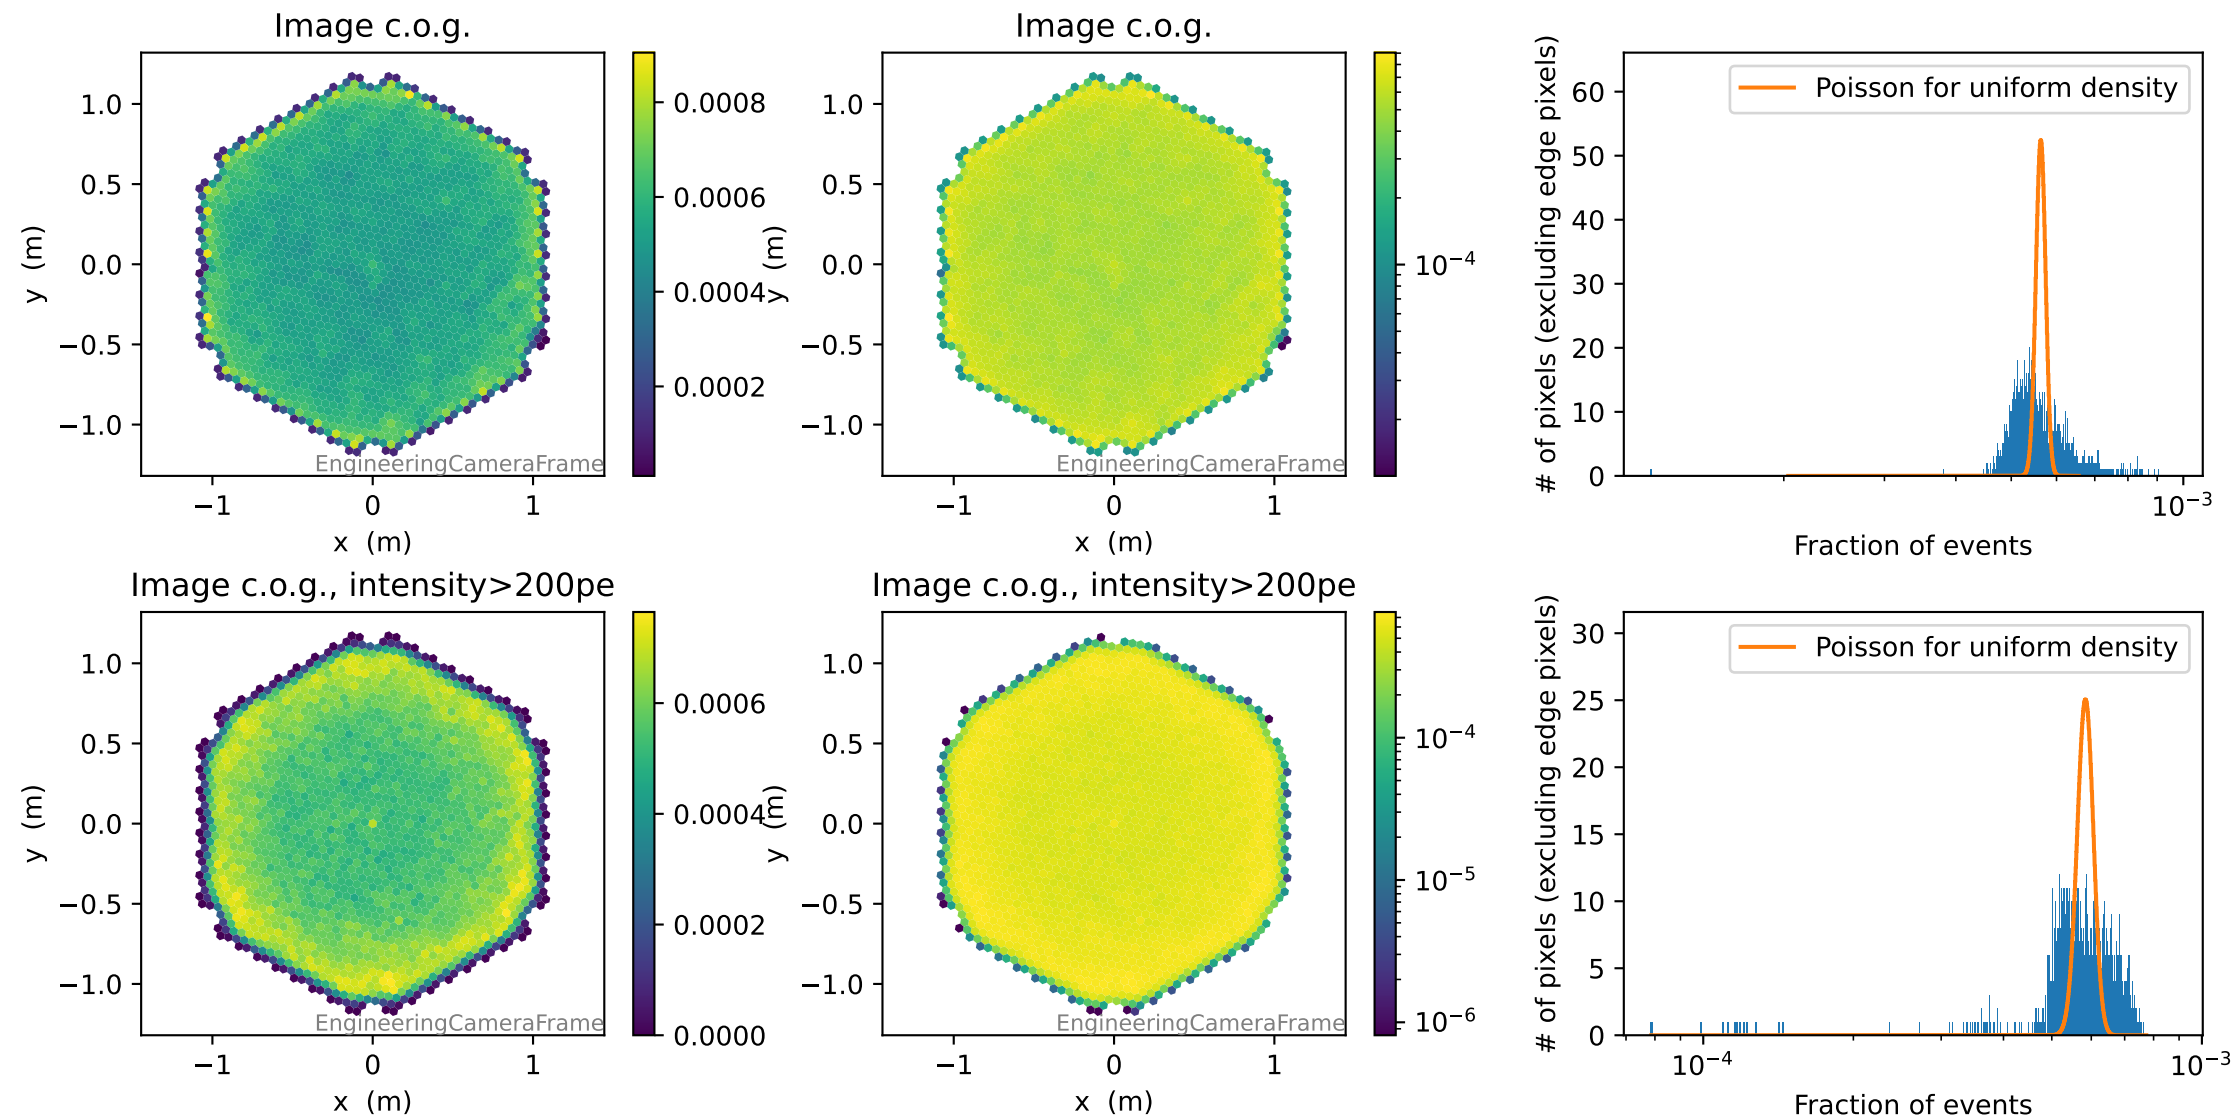 Image c.o.g.
1.0
0.5
0.0
−0.5
−1.0
y (m)
−1
0
1
x (m)
EngineeringCameraFrame
0.0008
0.0006
0.0004
0.0002
Image c.o.g.
1.0
0.5
0.0
−0.5
−1.0
y (m)
−1
0
1
x (m)
EngineeringCameraFrame
10⁻⁴
# of pixels (excluding edge pixels)
60
50
40
30
20
10
0
Poisson for uniform density
10⁻³
Fraction of events
Image c.o.g., intensity>200pe
1.0
0.5
0.0
−0.5
−1.0
y (m)
−1
0
1
x (m)
EngineeringCameraFrame
0.0006
0.0004
0.0002
0.0000
Image c.o.g., intensity>200pe
1.0
0.5
0.0
−0.5
−1.0
y (m)
−1
0
1
x (m)
EngineeringCameraFrame
10⁻⁴
10⁻⁵
10⁻⁶
# of pixels (excluding edge pixels)
30
25
20
15
10
5
0
Poisson for uniform density
10⁻⁴
10⁻³
Fraction of events